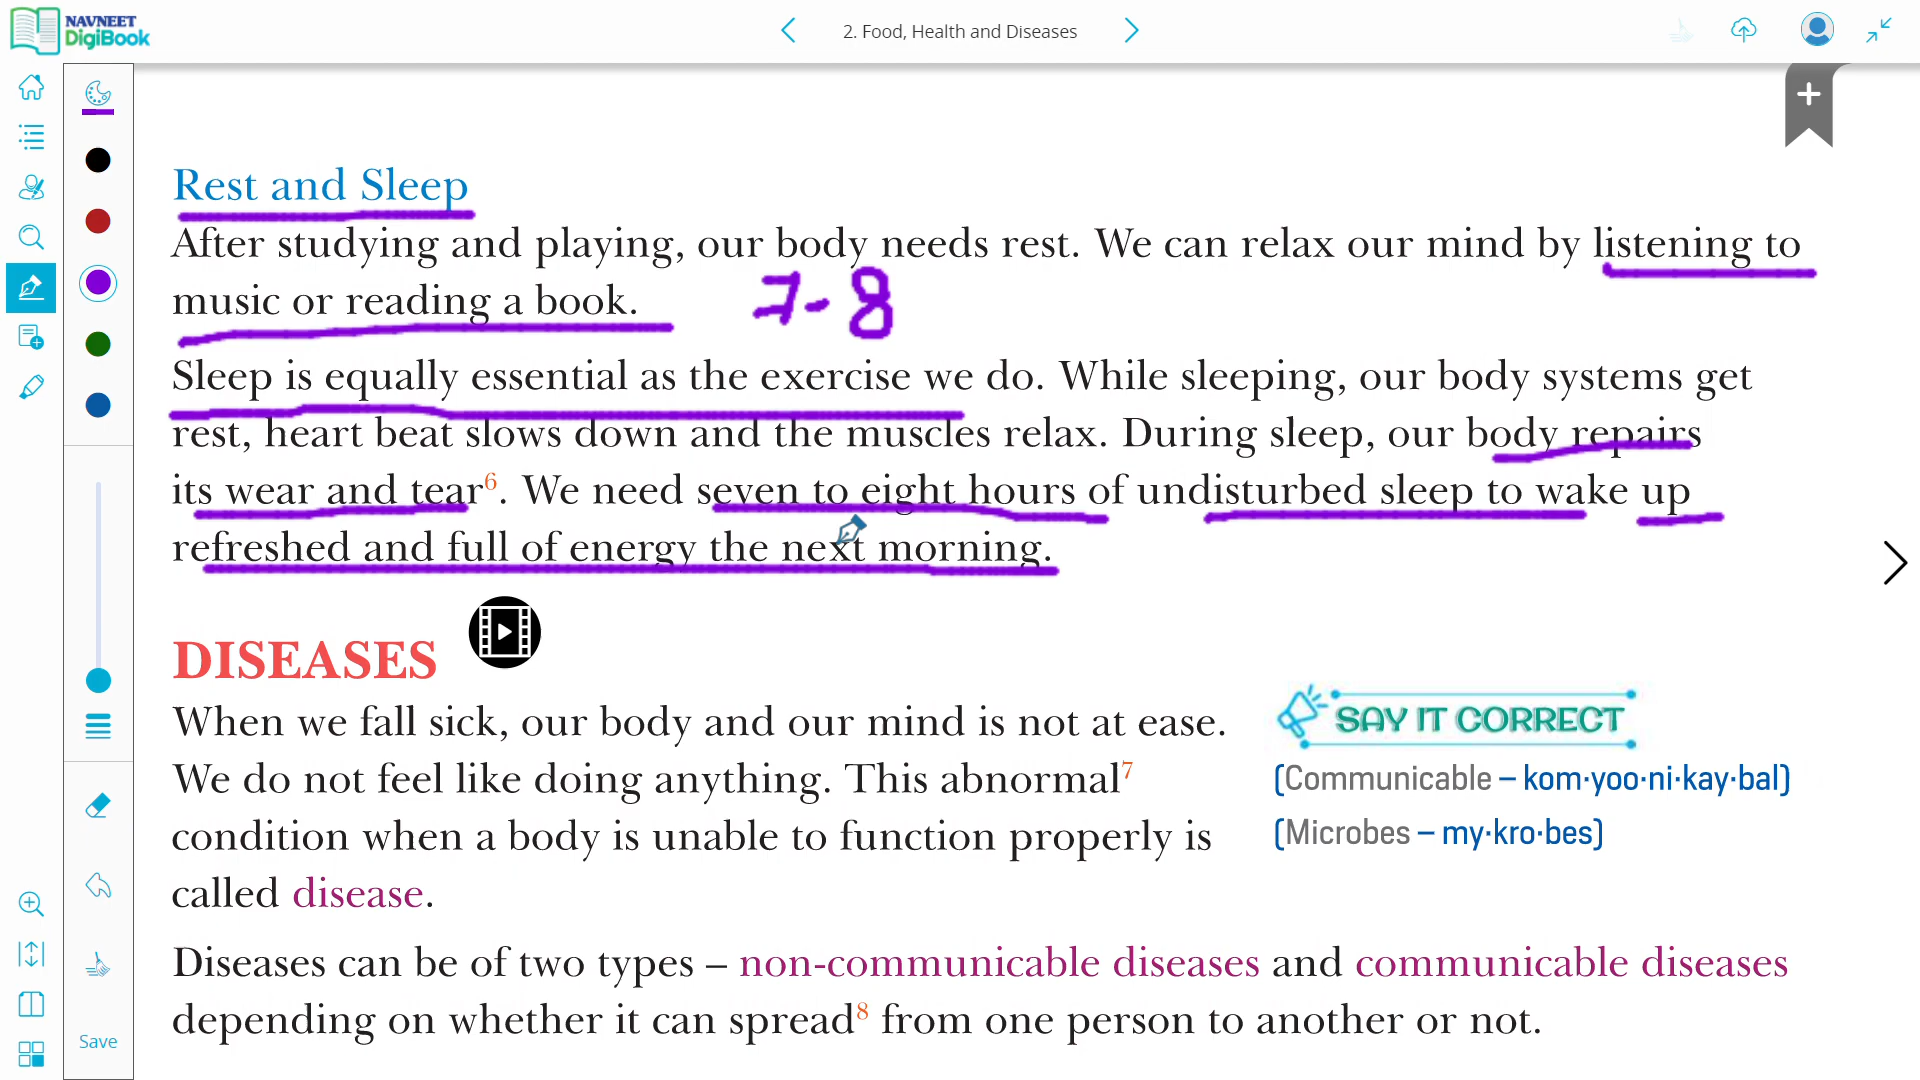 NAVNEET
DigiBook
2. Food, Health and Diseases
Rest and Sleep
After studying and playing, our body needs rest. We can relax our mind by listening to
music or reading a book.
7-8
Sleep is equally essential as the exercise we do. While sleeping, our body systems get
rest, heart beat slows down and the muscles relax. During sleep, our body repairs
its wear and tear⁶. We need seven to eight hours of undisturbed sleep to wake up
refreshed and full of energy the next morning.
DISEASES
When we fall sick, our body and our mind is not at ease.
We do not feel like doing anything. This abnormal⁷
condition when a body is unable to function properly is
called disease.
SAY IT CORRECT
(Communicable – kom·yoo·ni·kay·bal)
(Microbes – my·kro·bes)
Diseases can be of two types – non-communicable diseases and communicable diseases
depending on whether it can spread⁸ from one person to another or not.
Save